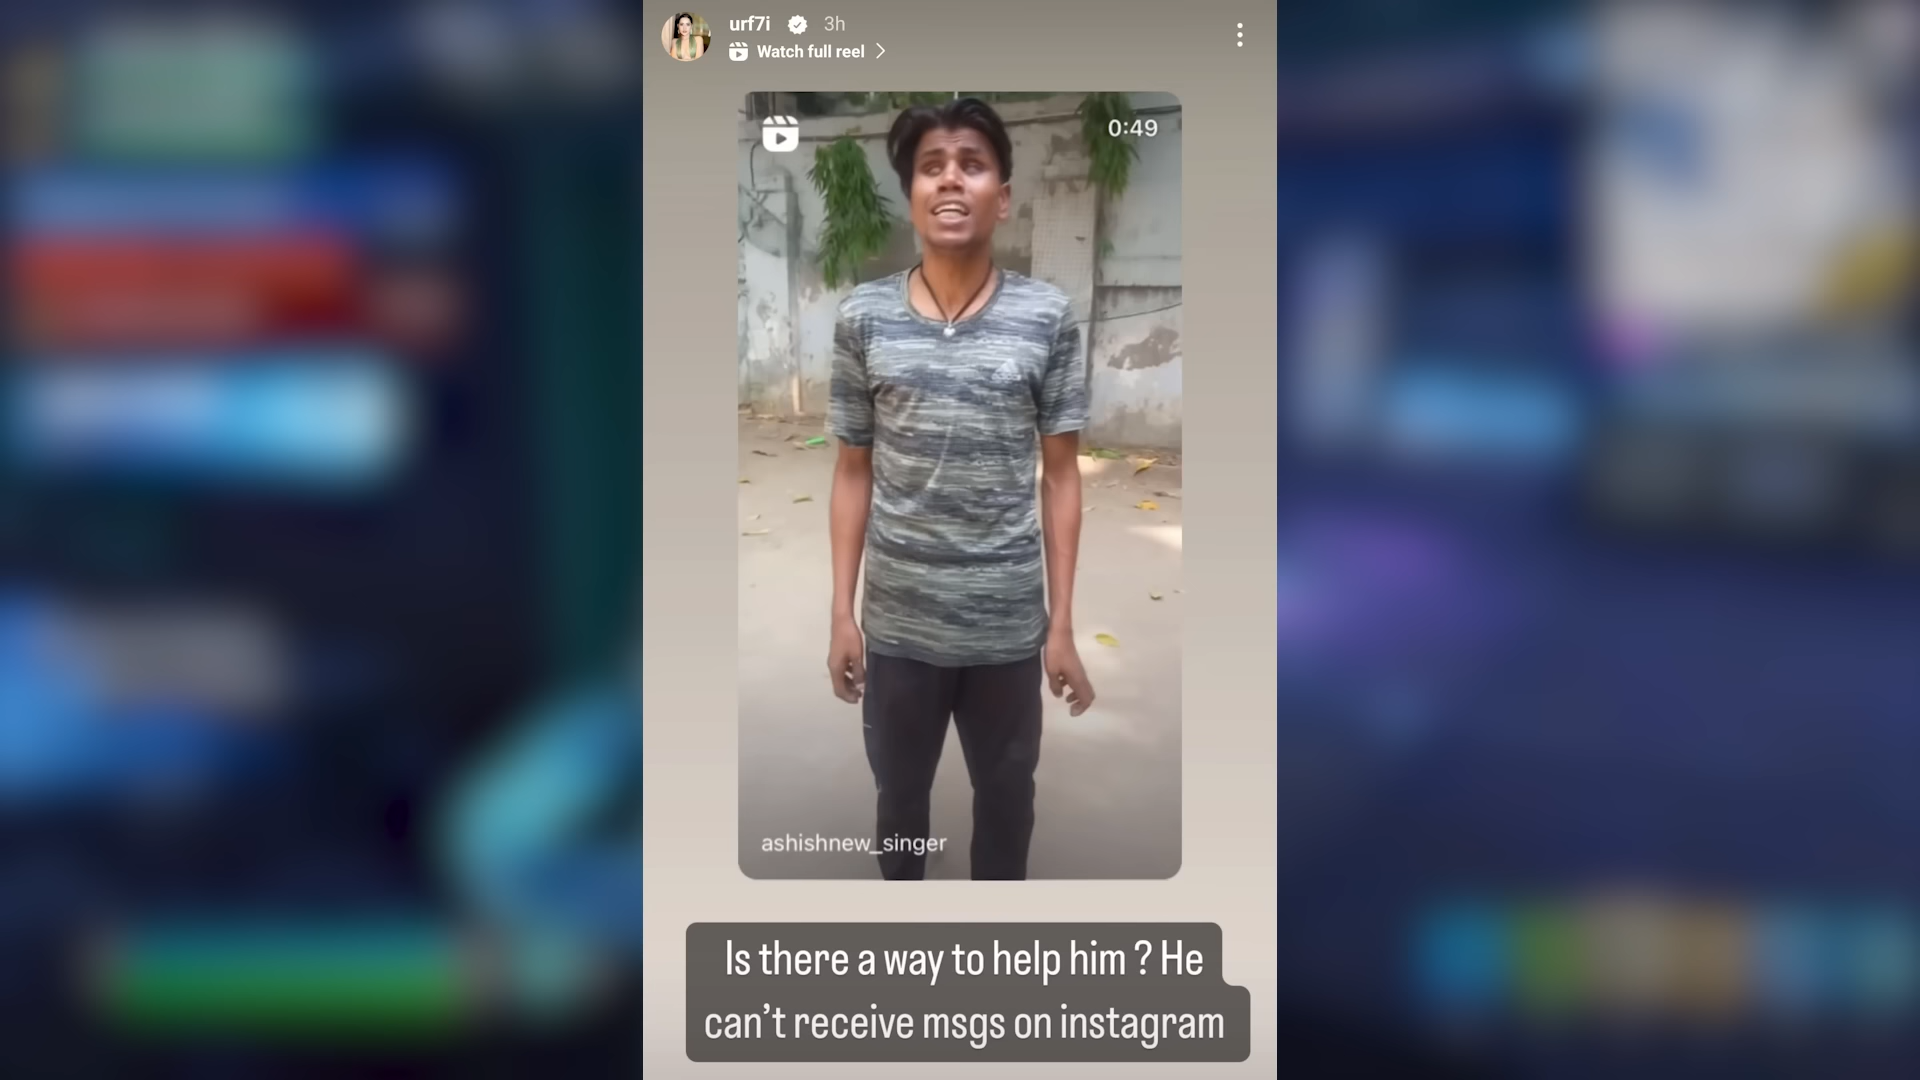 urf7i 3h
Watch full reel
0:49
ashishnew_singer
Is there a way to help him ? He
can't receive msgs on instagram